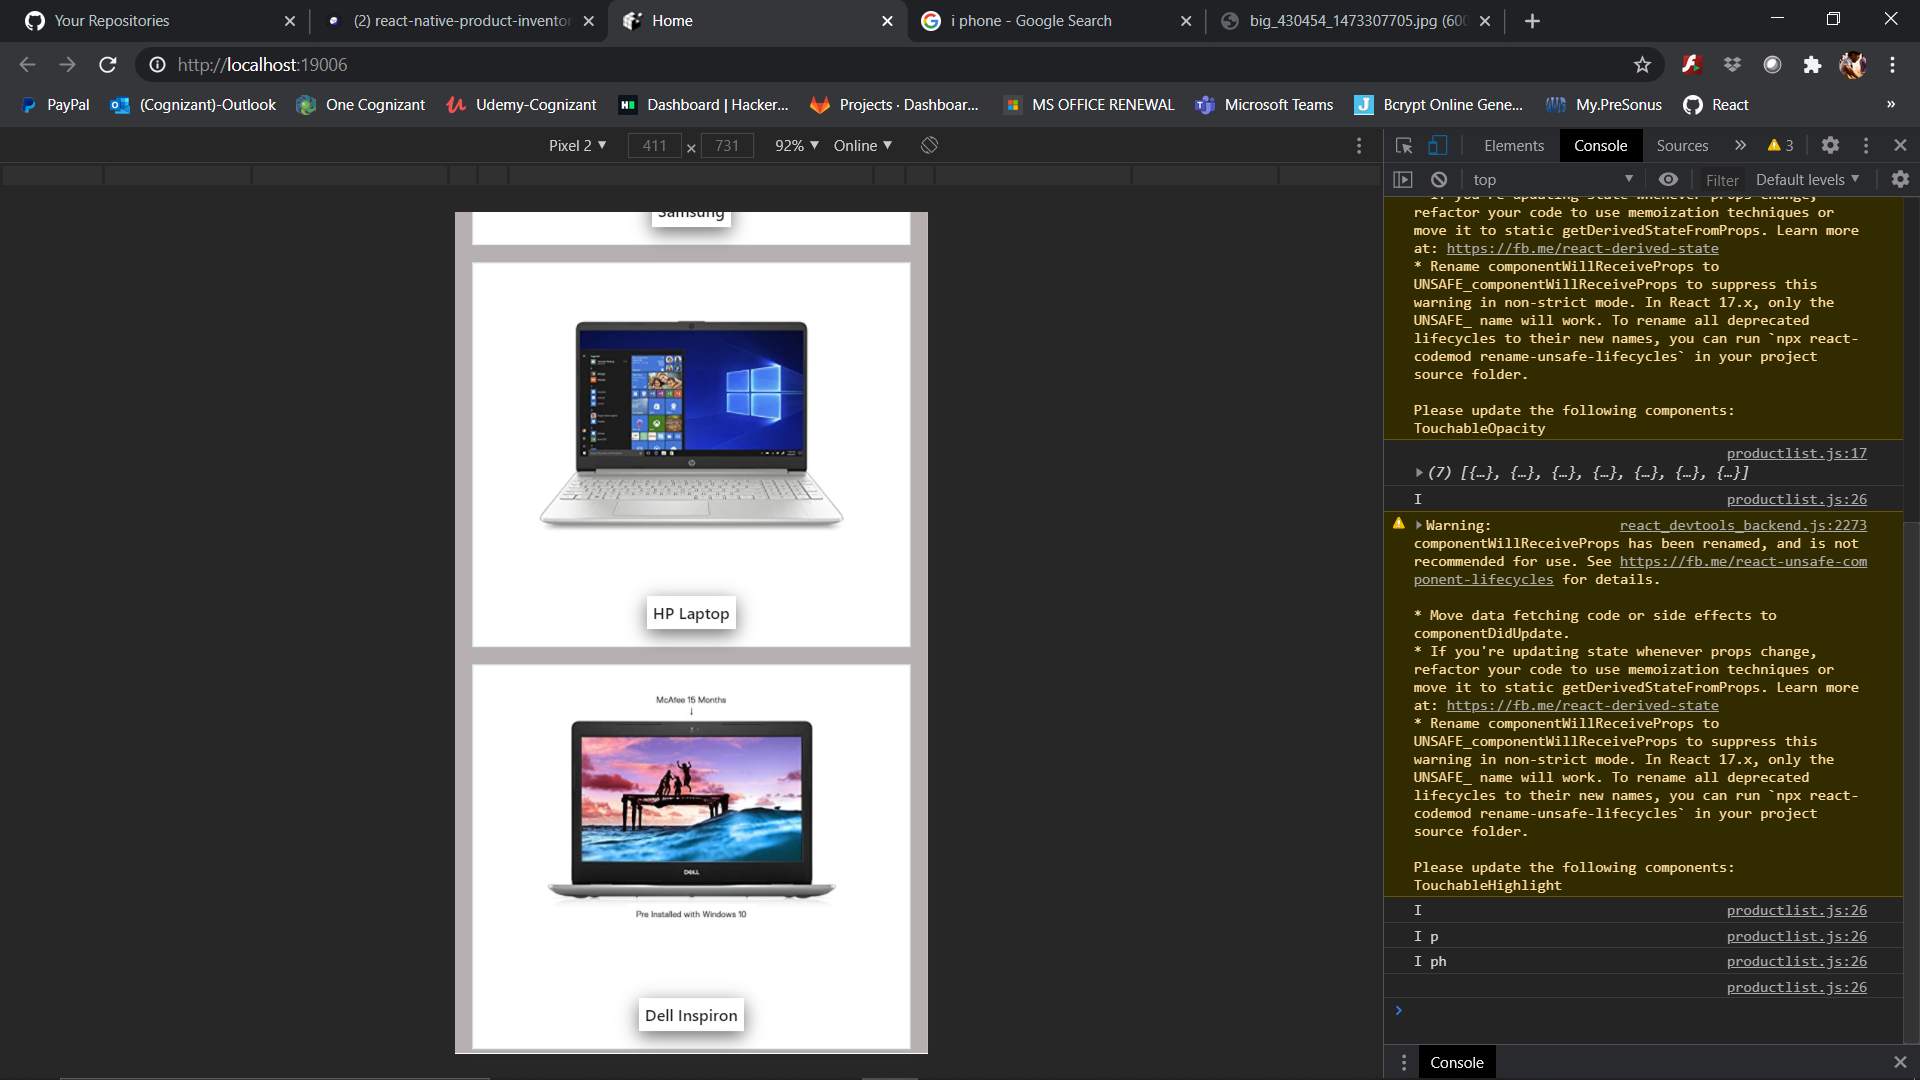 Your Repositories
(2) react-native-product-inventor
Home
i phone - Google Search
big_430454_1473307705.jpg (600
http://localhost:19006
PayPal
(Cognizant)-Outlook
One Cognizant
Udemy-Cognizant
Dashboard | Hacker...
Projects · Dashboar...
MS OFFICE RENEWAL
Microsoft Teams
Bcrypt Online Gene...
My.PreSonus
React
»
Pixel 2
411 × 731
92%
Online
Elements
Console
Sources
»
3
top
Filter
Default levels
Samsung
HP Laptop
McAfee 15 Months
↓
DELL
Pre Installed with Windows 10
Dell Inspiron
* If you're updating state whenever props change,
refactor your code to use memoization techniques or
move it to static getDerivedStateFromProps. Learn more
at: https://fb.me/react-derived-state
* Rename componentWillReceiveProps to
UNSAFE_componentWillReceiveProps to suppress this
warning in non-strict mode. In React 17.x, only the
UNSAFE_ name will work. To rename all deprecated
lifecycles to their new names, you can run `npx react-
codemod rename-unsafe-lifecycles` in your project
source folder.
Please update the following components:
TouchableOpacity
productlist.js:17
(7) [{…}, {…}, {…}, {…}, {…}, {…}, {…}]
I productlist.js:26
Warning: react_devtools_backend.js:2273
componentWillReceiveProps has been renamed, and is not
recommended for use. See https://fb.me/react-unsafe-com
ponent-lifecycles for details.
* Move data fetching code or side effects to
componentDidUpdate.
* If you're updating state whenever props change,
refactor your code to use memoization techniques or
move it to static getDerivedStateFromProps. Learn more
at: https://fb.me/react-derived-state
* Rename componentWillReceiveProps to
UNSAFE_componentWillReceiveProps to suppress this
warning in non-strict mode. In React 17.x, only the
UNSAFE_ name will work. To rename all deprecated
lifecycles to their new names, you can run `npx react-
codemod rename-unsafe-lifecycles` in your project
source folder.
Please update the following components:
TouchableHighlight
I productlist.js:26
I p productlist.js:26
I ph productlist.js:26
productlist.js:26
Console